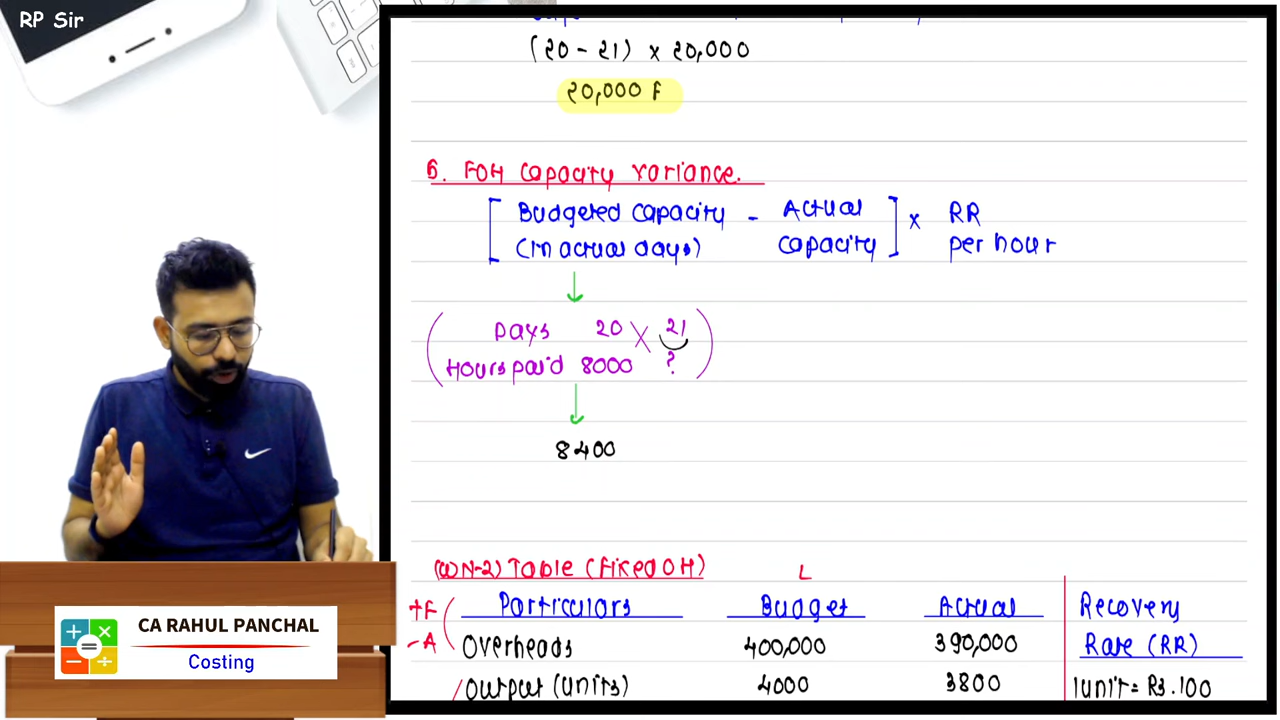 RP Sir
(20 - 21) x 20,000
20,000 F
6. FOH Capacity Variance.
[Budgeted capacity (in actual days) - Actual capacity] x RR per hour
(Days 20 21
Hours paid 8000 ?)
8400
(WN-2) Table (Fixed OH)
Particulars Budget Actual Recovery
+F
-A
Overheads 400,000 390,000 Rate (RR)
Output (units) 4000 3800 1 unit = Rs. 100
CA RAHUL PANCHAL
Costing